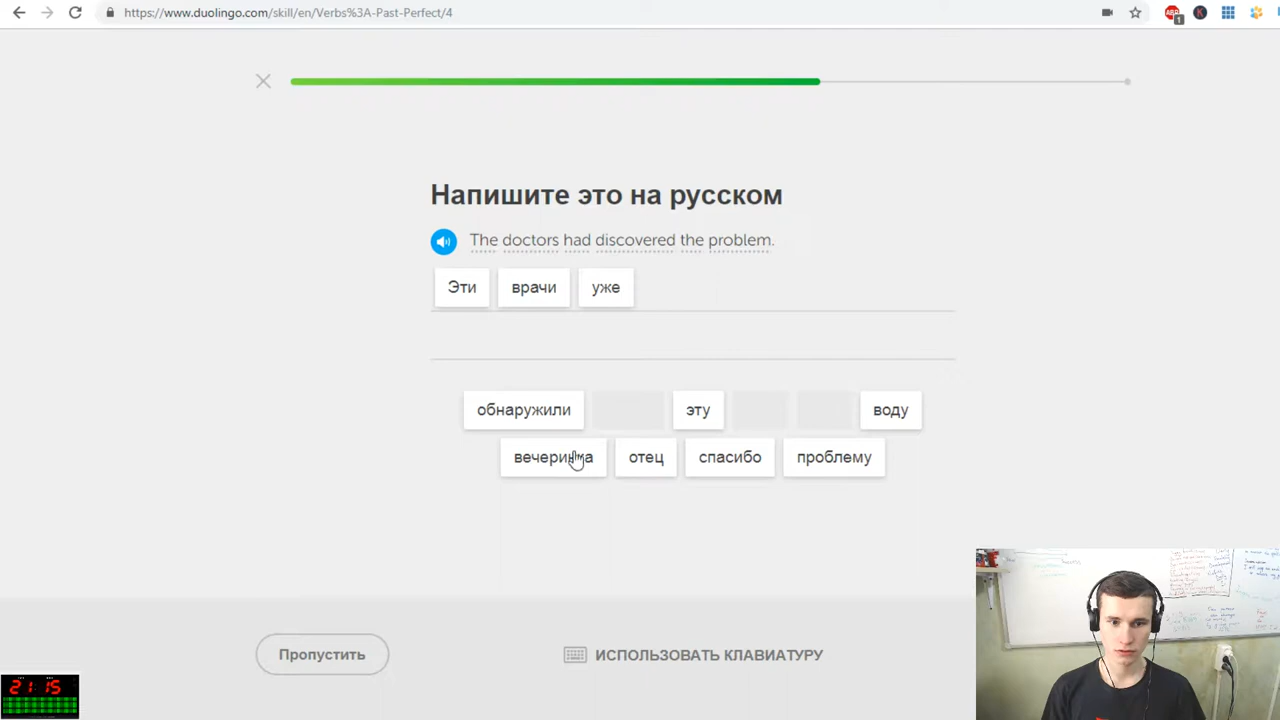 https://www.duolingo.com/skill/en/Verbs%3A-Past-Perfect/4
Напишите это на русском
The doctors had discovered the problem.
Эти врачи уже
обнаружили эту воду
вечеринка отец спасибо проблему
Пропустить
ИСПОЛЬЗОВАТЬ КЛАВИАТУРУ
21:15